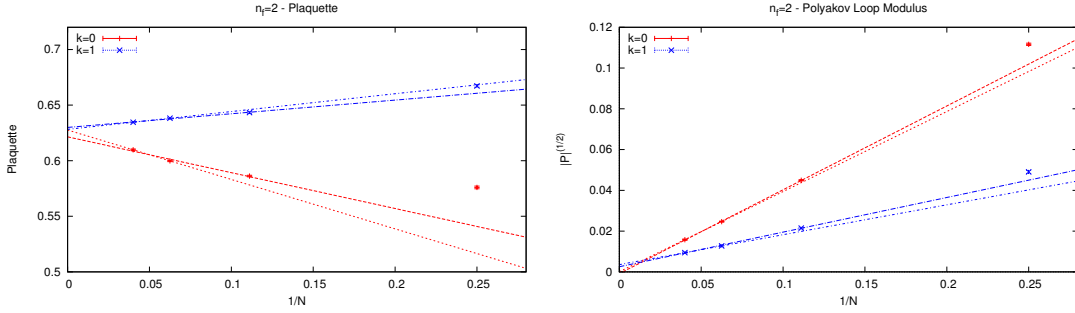 n_f=2 - Plaquette
k=0
k=1
Plaquette
0.7
0.65
0.6
0.55
0.5
0 0.05 0.1 0.15 0.2 0.25
1/N
n_f=2 - Polyakov Loop Modulus
k=0
k=1
|P|^(1/2)
0.12
0.1
0.08
0.06
0.04
0.02
0
0 0.05 0.1 0.15 0.2 0.25
1/N